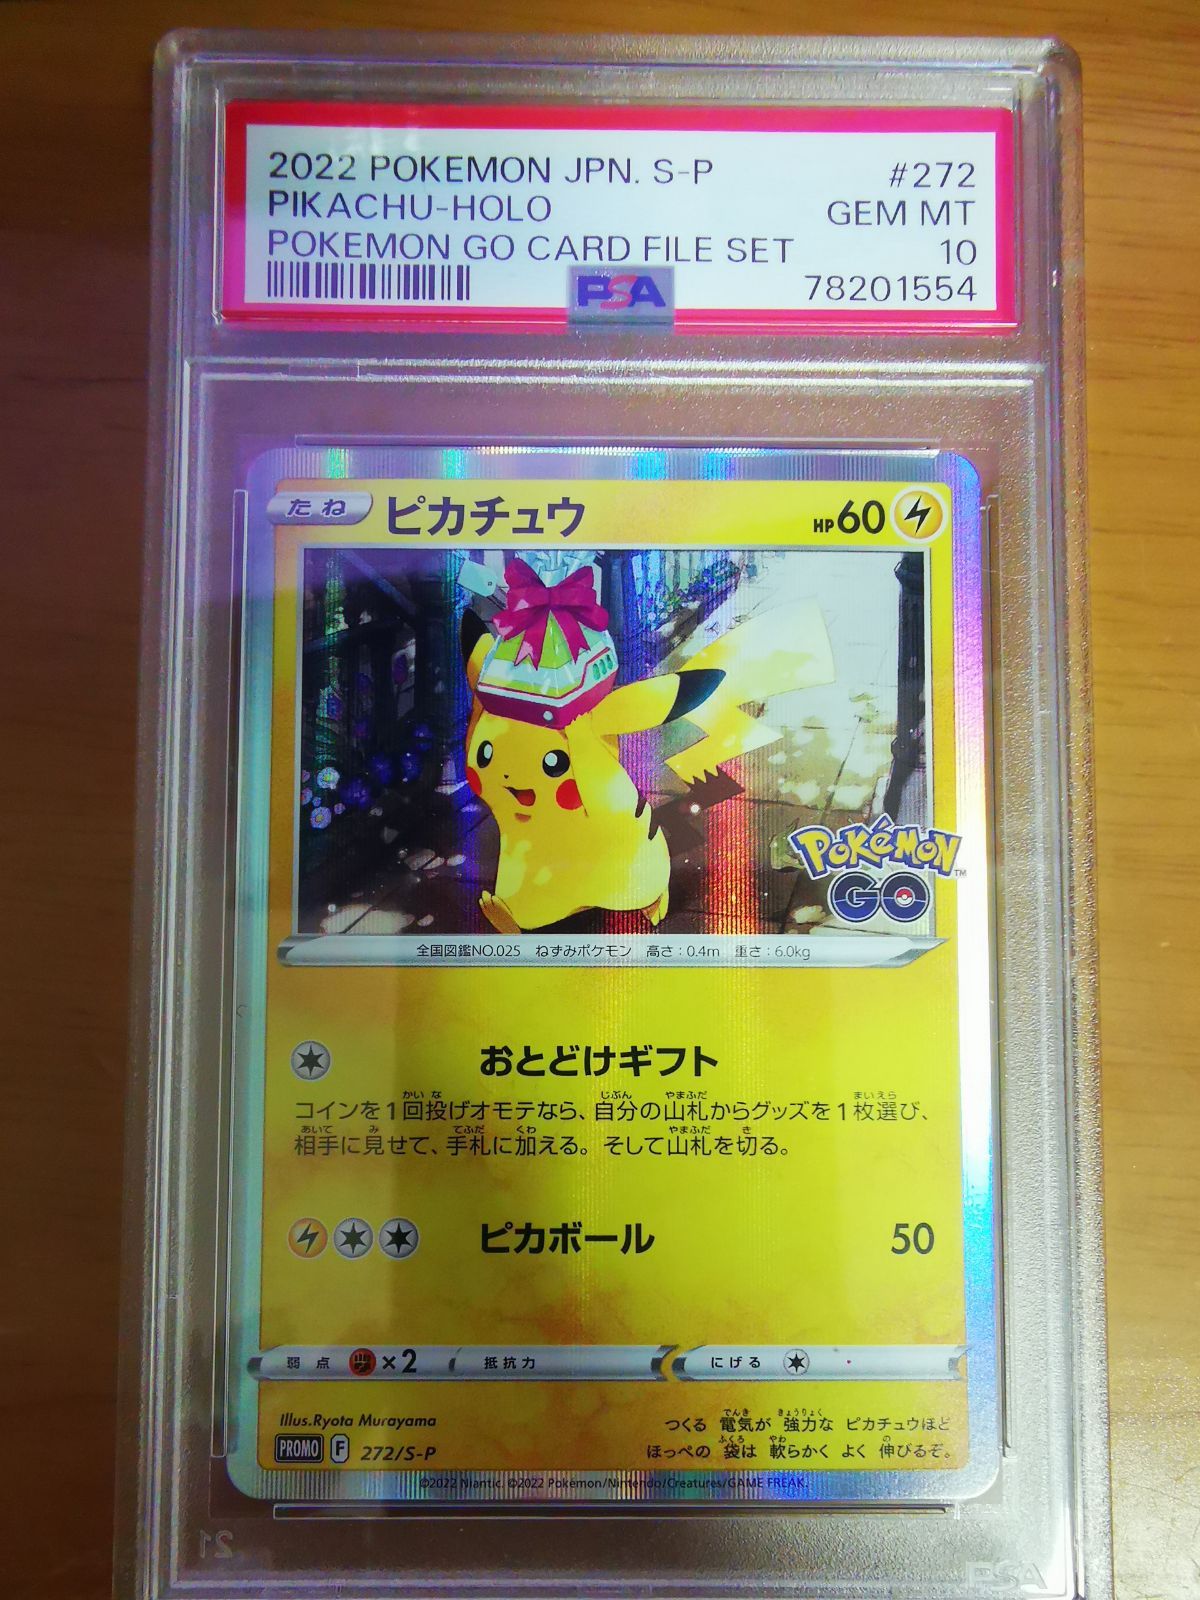 2022 POKEMON JPN. S-P #272
PIKACHU-HOLO GEM MT
POKEMON GO CARD FILE SET 10
PSA 78201554
たね ピカチュウ HP60
Pokémon GO ™
全国図鑑NO.025 ねずみポケモン 高さ：0.4m 重さ：6.0kg
おとどけギフト
コインを1回投げオモテなら、自分の山札からグッズを1枚選び、
相手に見せて、手札に加える。そして山札を切る。
ピカボール 50
弱点 ×2 抵抗力 にげる
Illus.Ryota Murayama
つくる 電気が 強力な ピカチュウほど
PROMO F 272/S-P
ほっぺの 袋は 軟らかく よく 伸びるぞ。
©2022 Niantic. ©2022 Pokémon/Nintendo/Creatures/GAME FREAK.
21
PSA